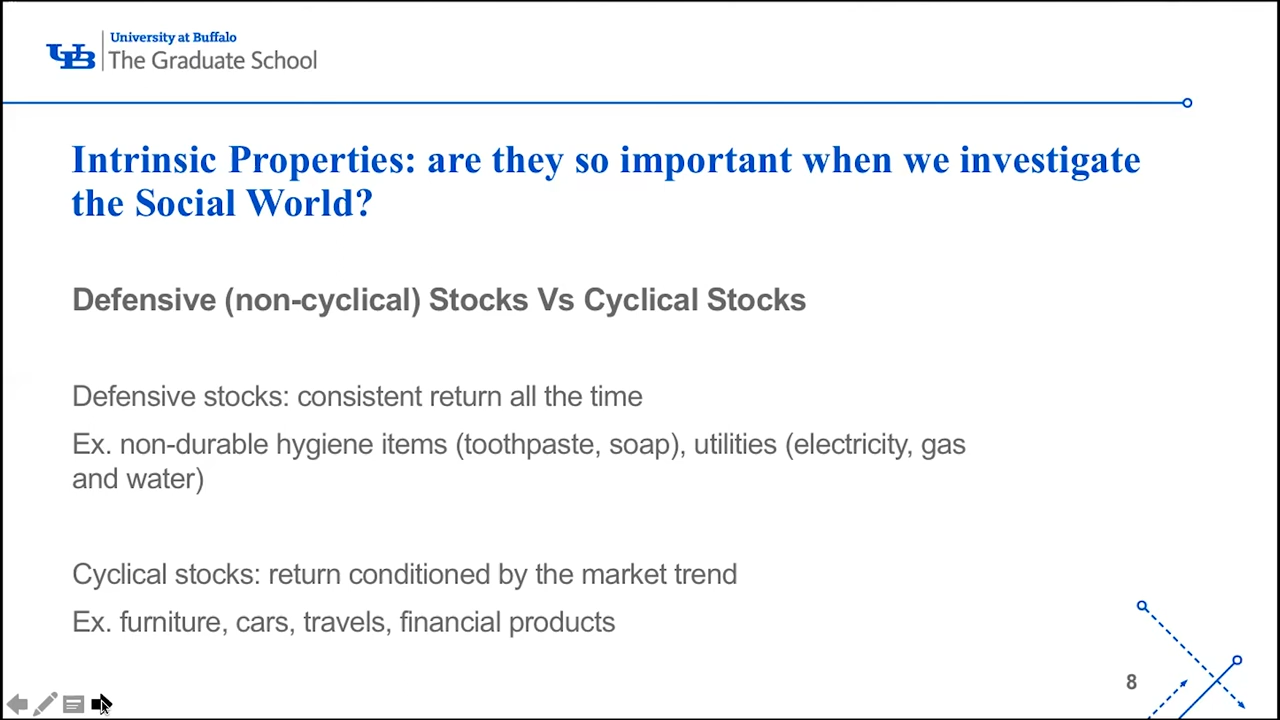 University at Buffalo
The Graduate School
Intrinsic Properties: are they so important when we investigate
the Social World?
Defensive (non-cyclical) Stocks Vs Cyclical Stocks
Defensive stocks: consistent return all the time
Ex. non-durable hygiene items (toothpaste, soap), utilities (electricity, gas
and water)
Cyclical stocks: return conditioned by the market trend
Ex. furniture, cars, travels, financial products
8